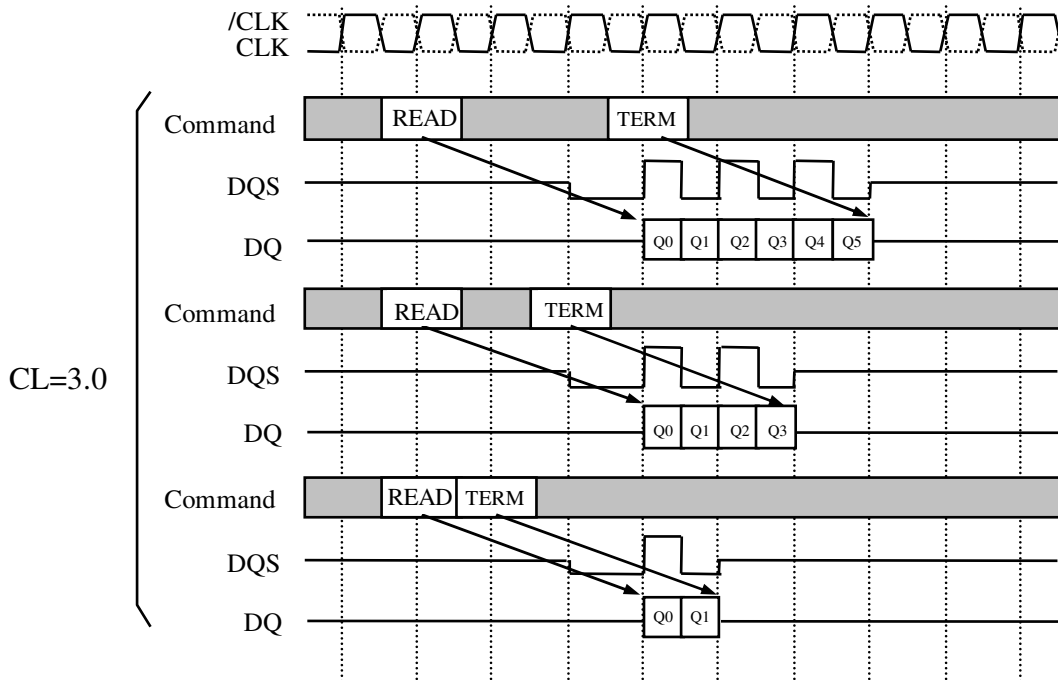 /CLK
CLK
Command READ TERM
DQS
DQ Q0 Q1 Q2 Q3 Q4 Q5
Command READ TERM
CL=3.0
DQS
DQ Q0 Q1 Q2 Q3
Command READ TERM
DQS
DQ Q0 Q1